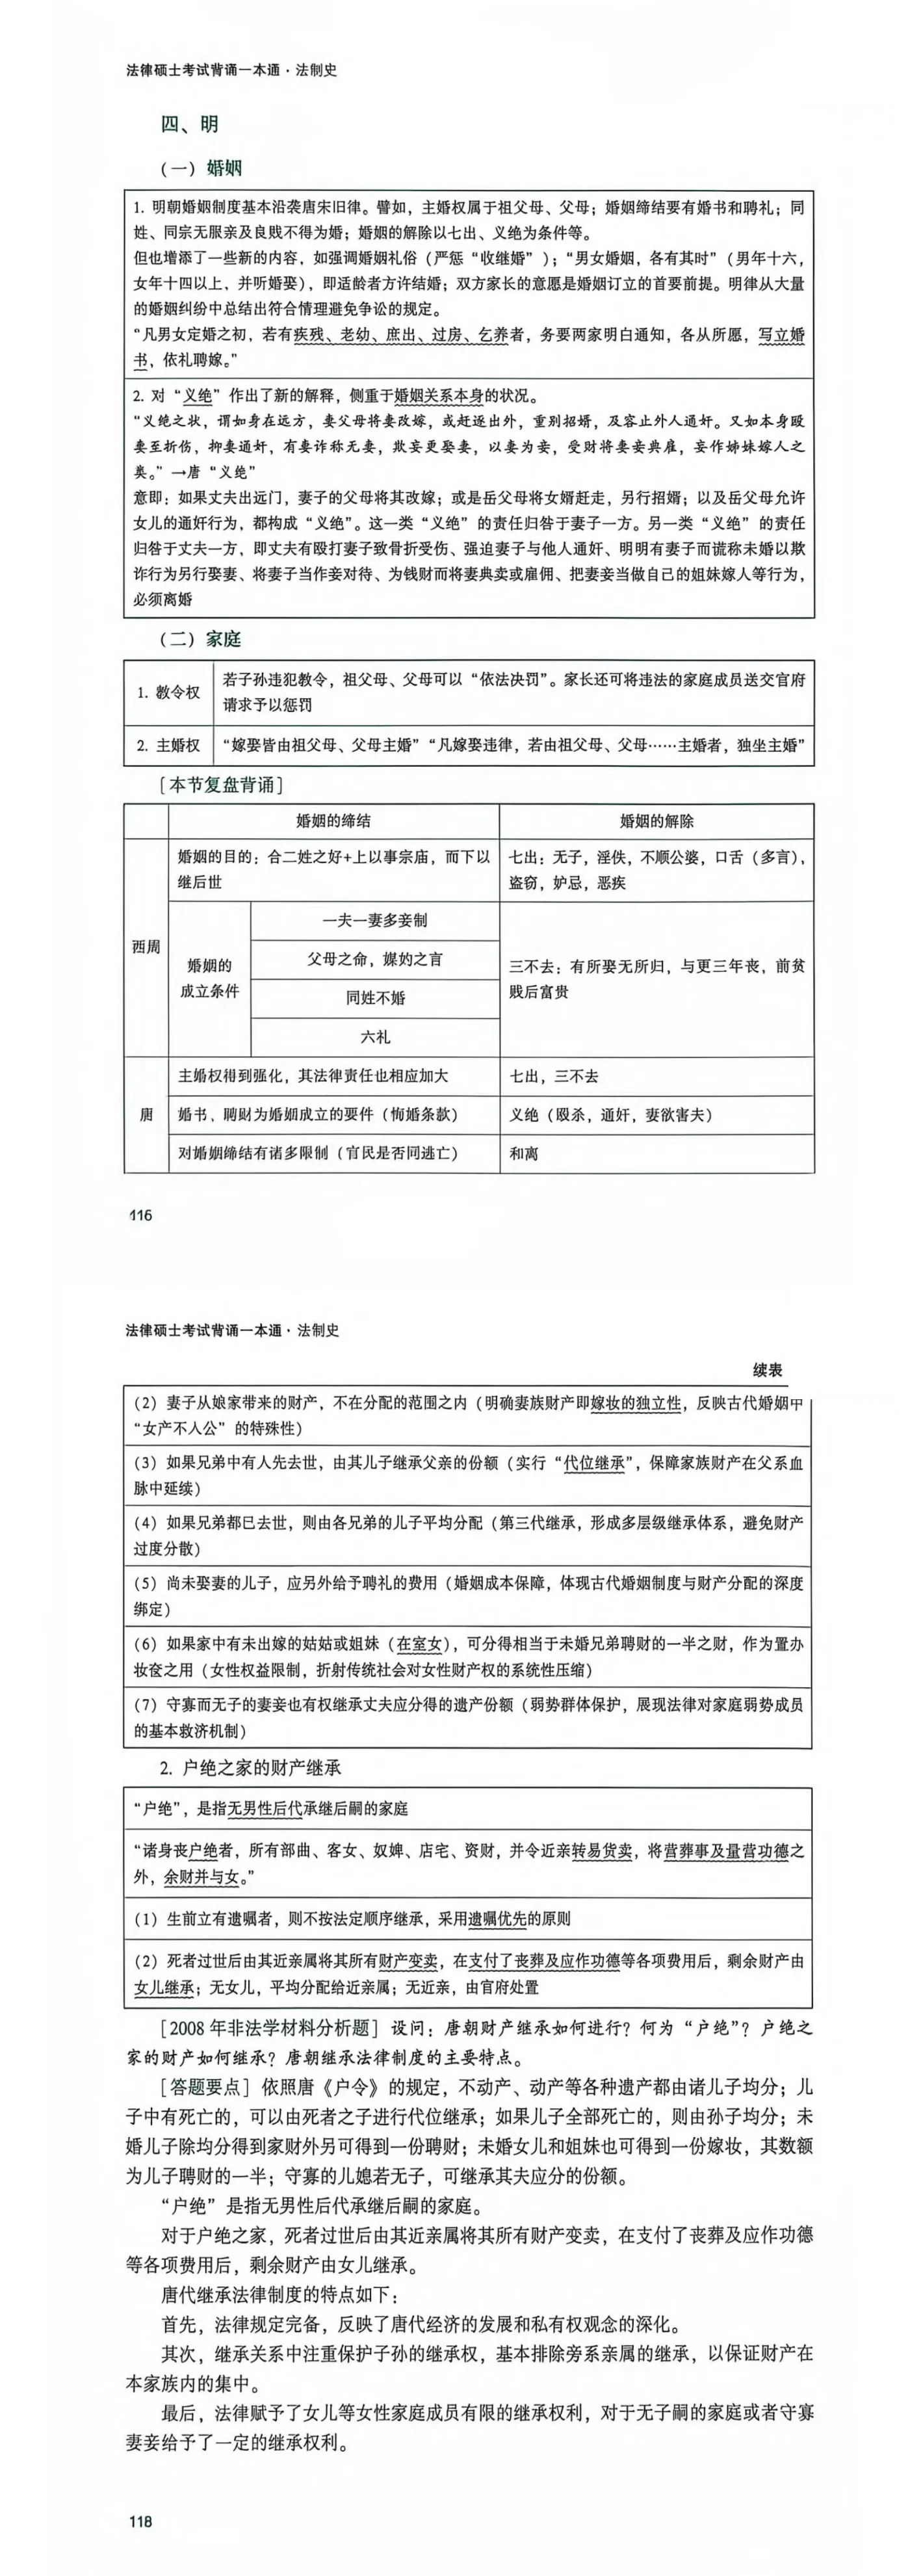 法律硕士考试背诵一本通·法制史
四、明
（一）婚姻
1. 明朝婚姻制度基本沿袭唐宋旧律。譬如，主婚权属于祖父母、父母；婚姻缔结要有婚书和聘礼；同
姓、同宗无服亲及良贱不得为婚；婚姻的解除以七出、义绝为条件等。
但也增添了一些新的内容，如强调婚姻礼俗（严惩“收继婚”）；“男女婚姻，各有其时”（男年十六，
女年十四以上，并听婚娶），即适龄者方许结婚；双方家长的意愿是婚姻订立的首要前提。明律从大量
的婚姻纠纷中总结出符合情理避免争讼的规定。
“凡男女定婚之初，若有疾残、老幼、庶出、过房、乞养者，务要两家明白通知，各从所愿，写立婚
书，依礼聘嫁。”
2. 对“义绝”作出了新的解释，侧重于婚姻关系本身的状况。
“义绝之状，谓如身在远方，妻父母将妻改嫁，或赶逐出外，重别招婿，及容止外人通奸。又如本身殴
妻至折伤，抑妻通奸，有妻诈称无妻，欺妄更娶妻，以妻为妾，受财将妻妾典雇，妄作姊妹嫁人之
类。”→唐“义绝”
意即：如果丈夫出远门，妻子的父母将其改嫁；或是岳父母将女婿赶走，另行招婿；以及岳父母允许
女儿的通奸行为，都构成“义绝”。这一类“义绝”的责任归咎于妻子一方。另一类“义绝”的责任
归咎于丈夫一方，即丈夫有殴打妻子致骨折受伤、强迫妻子与他人通奸、明明有妻子而谎称未婚以欺
诈行为另行娶妻、将妻子当作妾对待、为钱财而将妻典卖或雇佣、把妻妾当做自己的姐妹嫁人等行为，
必须离婚
（二）家庭
1. 教令权
若子孙违犯教令，祖父母、父母可以“依法决罚”。家长还可将违法的家庭成员送交官府
请求予以惩罚
2. 主婚权
“嫁娶皆由祖父母、父母主婚”“凡嫁娶违律，若由祖父母、父母……主婚者，独坐主婚”
［本节复盘背诵］
婚姻的缔结
婚姻的解除
西周
婚姻的目的：合二姓之好+上以事宗庙，而下以
继后世
七出：无子，淫佚，不顺公婆，口舌（多言），
盗窃，妒忌，恶疾
婚姻的
成立条件
一夫一妻多妾制
父母之命，媒妁之言
同姓不婚
六礼
三不去：有所娶无所归，与更三年丧，前贫
贱后富贵
唐
主婚权得到强化，其法律责任也相应加大
七出，三不去
婚书、聘财为婚姻成立的要件（悔婚条款）
义绝（殴杀，通奸，妻欲害夫）
对婚姻缔结有诸多限制（官民是否同逃亡）
和离
116
法律硕士考试背诵一本通·法制史
续表
（2）妻子从娘家带来的财产，不在分配的范围之内（明确妻族财产即嫁妆的独立性，反映古代婚姻中
“女产不入公”的特殊性）
（3）如果兄弟中有人先去世，由其儿子继承父亲的份额（实行“代位继承”，保障家族财产在父系血
脉中延续）
（4）如果兄弟都已去世，则由各兄弟的儿子平均分配（第三代继承，形成多层级继承体系，避免财产
过度分散）
（5）尚未娶妻的儿子，应另外给予聘礼的费用（婚姻成本保障，体现古代婚姻制度与财产分配的深度
绑定）
（6）如果家中有未出嫁的姑姑或姐妹（在室女），可分得相当于未婚兄弟聘财的一半之财，作为置办
妆奁之用（女性权益限制，折射传统社会对女性财产权的系统性压缩）
（7）守寡而无子的妻妾也有权继承丈夫应分得的遗产份额（弱势群体保护，展现法律对家庭弱势成员
的基本救济机制）
2. 户绝之家的财产继承
“户绝”，是指无男性后代承继后嗣的家庭
“诸身丧户绝者，所有部曲、客女、奴婢、店宅、资财，并令近亲转易货卖，将营葬事及量营功德之
外，余财并与女。”
（1）生前立有遗嘱者，则不按法定顺序继承，采用遗嘱优先的原则
（2）死者过世后由其近亲属将其所有财产变卖，在支付了丧葬及应作功德等各项费用后，剩余财产由
女儿继承；无女儿，平均分配给近亲属；无近亲，由官府处置
［2008年非法学材料分析题］设问：唐朝财产继承如何进行？何为“户绝”？户绝之
家的财产如何继承？唐朝继承法律制度的主要特点。
［答题要点］依照唐《户令》的规定，不动产、动产等各种遗产都由诸儿子均分；儿
子中有死亡的，可以由死者之子进行代位继承；如果儿子全部死亡的，则由孙子均分；未
婚儿子除均分得到家财外另可得到一份聘财；未婚女儿和姐妹也可得到一份嫁妆，其数额
为儿子聘财的一半；守寡的儿媳若无子，可继承其夫应分的份额。
“户绝”是指无男性后代承继后嗣的家庭。
对于户绝之家，死者过世后由其近亲属将其所有财产变卖，在支付了丧葬及应作功德
等各项费用后，剩余财产由女儿继承。
唐代继承法律制度的特点如下：
首先，法律规定完备，反映了唐代经济的发展和私有权观念的深化。
其次，继承关系中注重保护子孙的继承权，基本排除旁系亲属的继承，以保证财产在
本家族内的集中。
最后，法律赋予了女儿等女性家庭成员有限的继承权利，对于无子嗣的家庭或者守寡
妻妾给予了一定的继承权利。
118